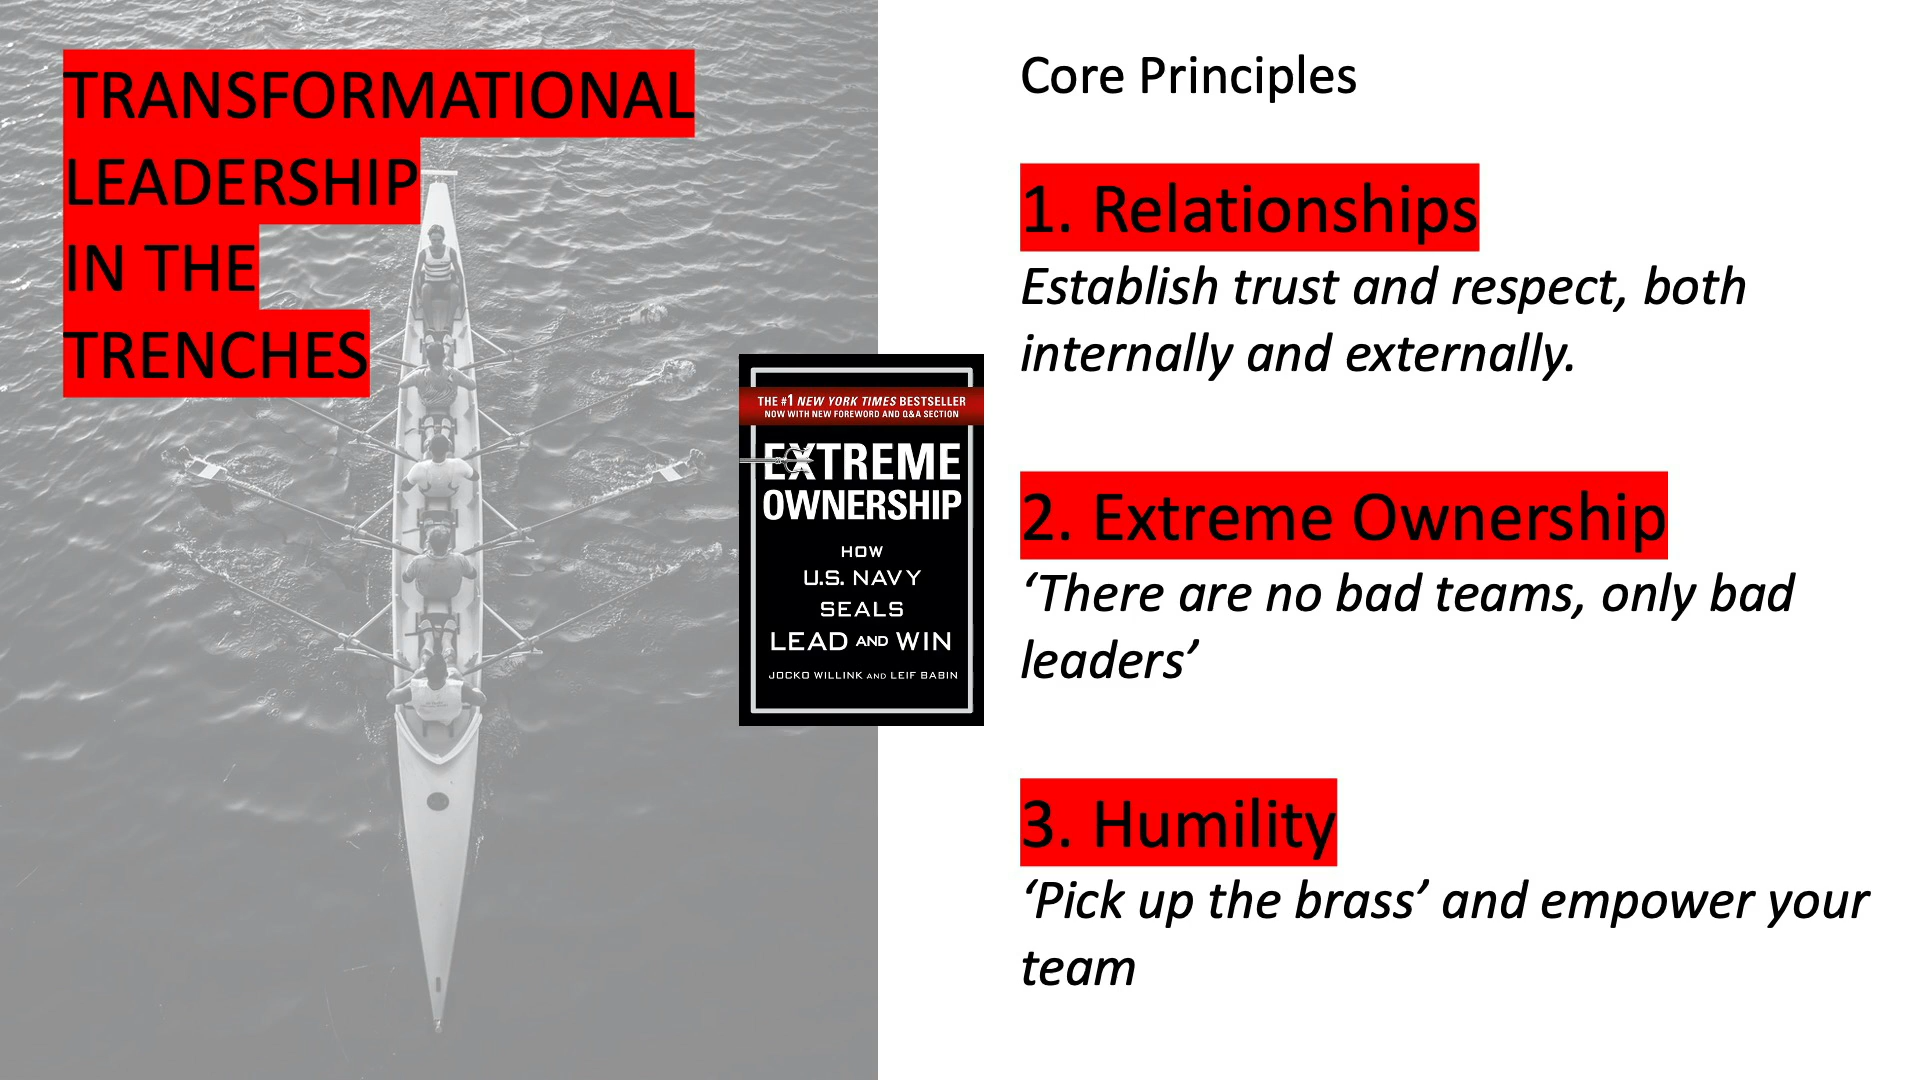 TRANSFORMATIONAL
LEADERSHIP
IN THE
TRENCHES
THE #1 NEW YORK TIMES BESTSELLER
NOW WITH NEW FOREWORD AND Q&A SECTION
EXTREME
OWNERSHIP
HOW
U.S. NAVY
SEALS
LEAD AND WIN
JOCKO WILLINK AND LEIF BABIN
Core Principles
1. Relationships
Establish trust and respect, both
internally and externally.
2. Extreme Ownership
‘There are no bad teams, only bad
leaders’
3. Humility
‘Pick up the brass’ and empower your
team